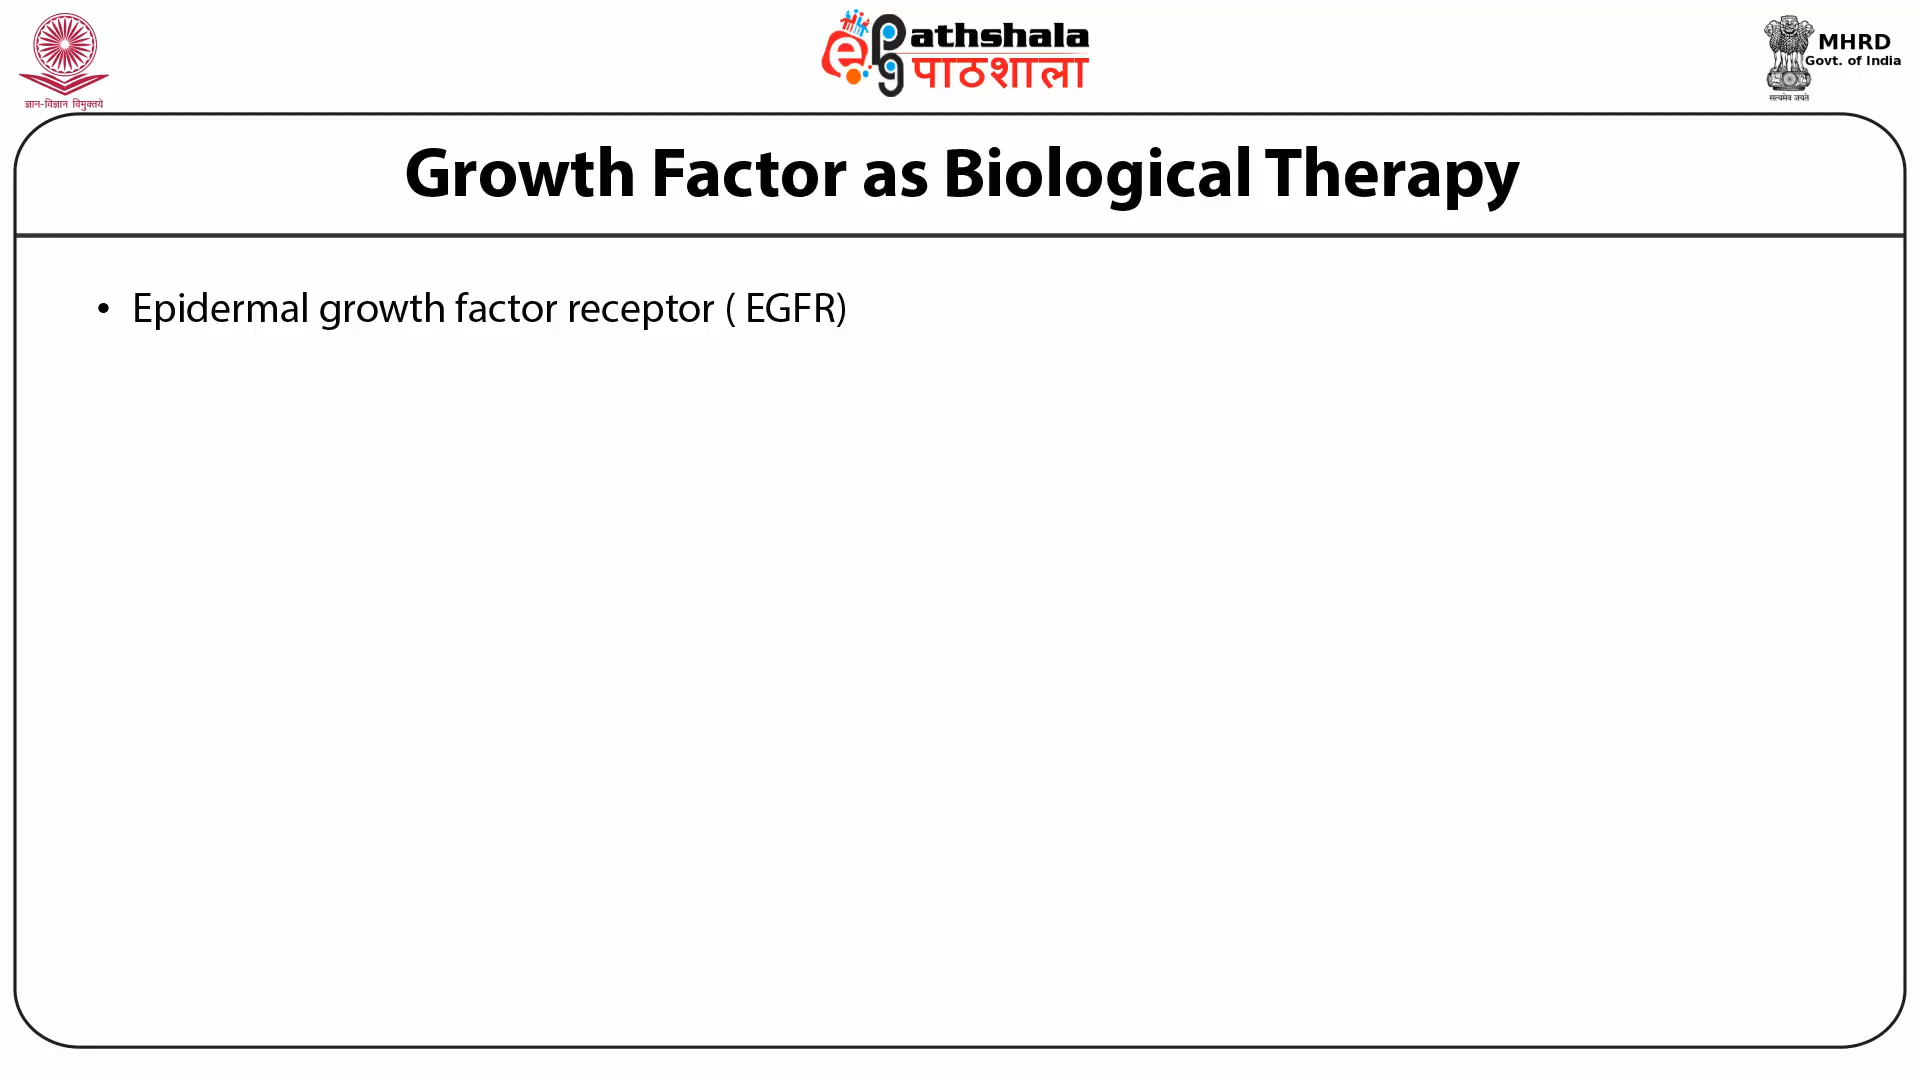 ज्ञान-विज्ञान विमुक्तये
ePathshala
पाठशाला
MHRD
Govt. of India
सत्यमेव जयते
Growth Factor as Biological Therapy
• Epidermal growth factor receptor ( EGFR)